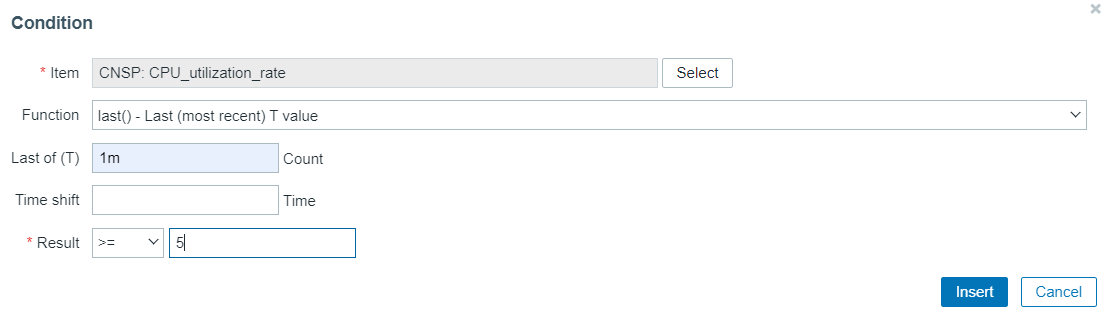 Condition
* Item CNSP: CPU_utilization_rate Select
Function last() - Last (most recent) T value
Last of (T) 1m Count
Time shift Time
* Result >= 5
Insert Cancel